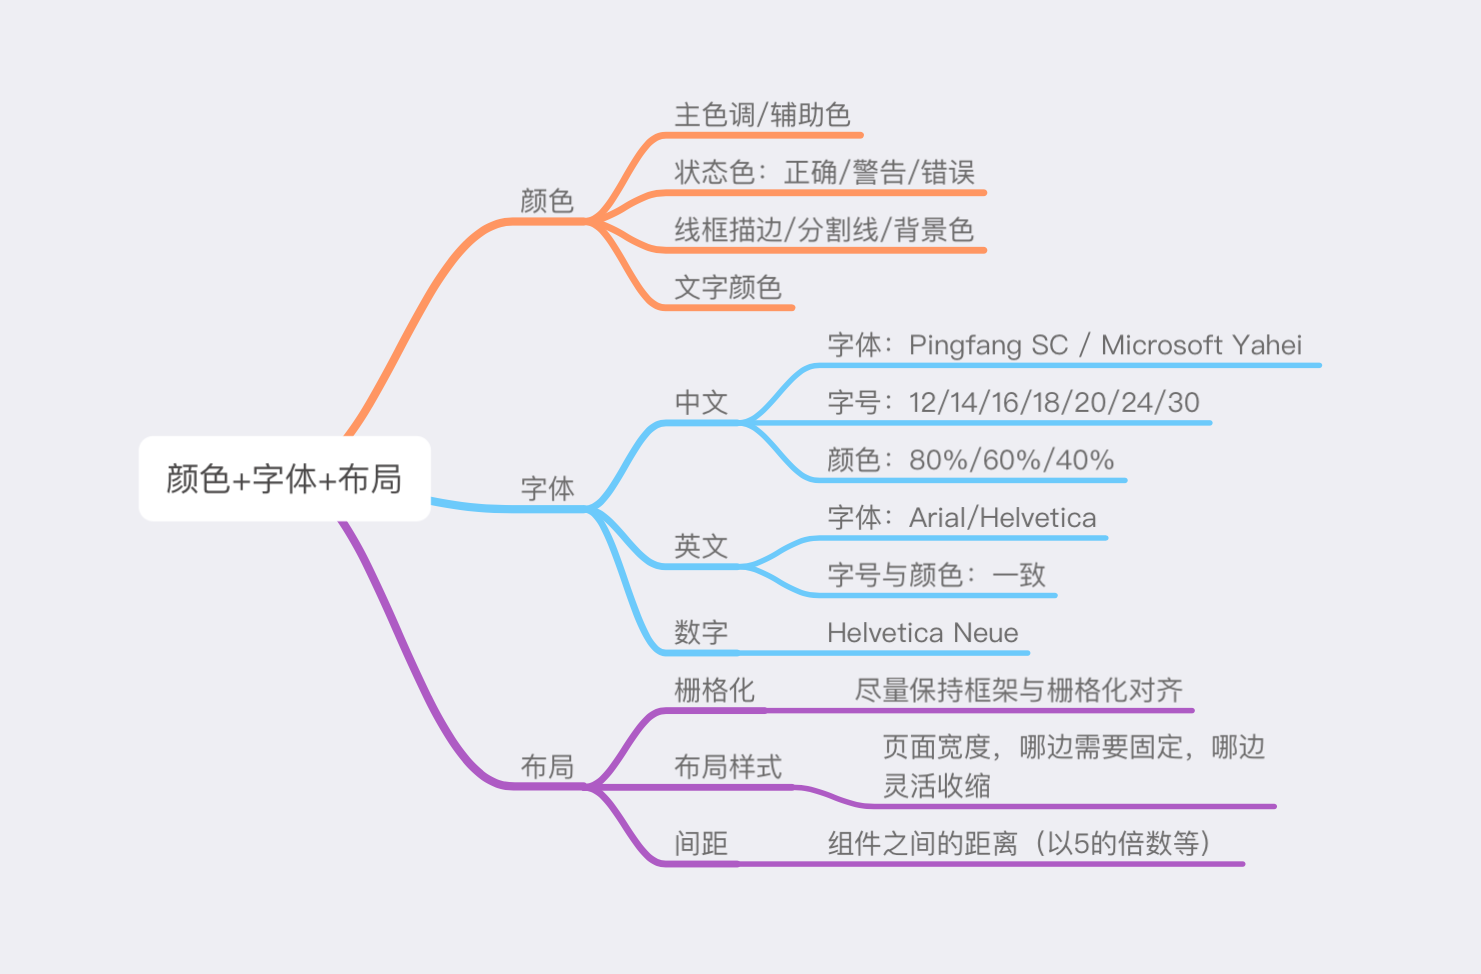 颜色+字体+布局
颜色
主色调/辅助色
状态色：正确/警告/错误
线框描边/分割线/背景色
文字颜色
字体
中文
字体：Pingfang SC / Microsoft Yahei
字号：12/14/16/18/20/24/30
颜色：80%/60%/40%
英文
字体：Arial/Helvetica
字号与颜色：一致
数字
Helvetica Neue
布局
栅格化
尽量保持框架与栅格化对齐
布局样式
页面宽度，哪边需要固定，哪边
灵活收缩
间距
组件之间的距离（以5的倍数等）